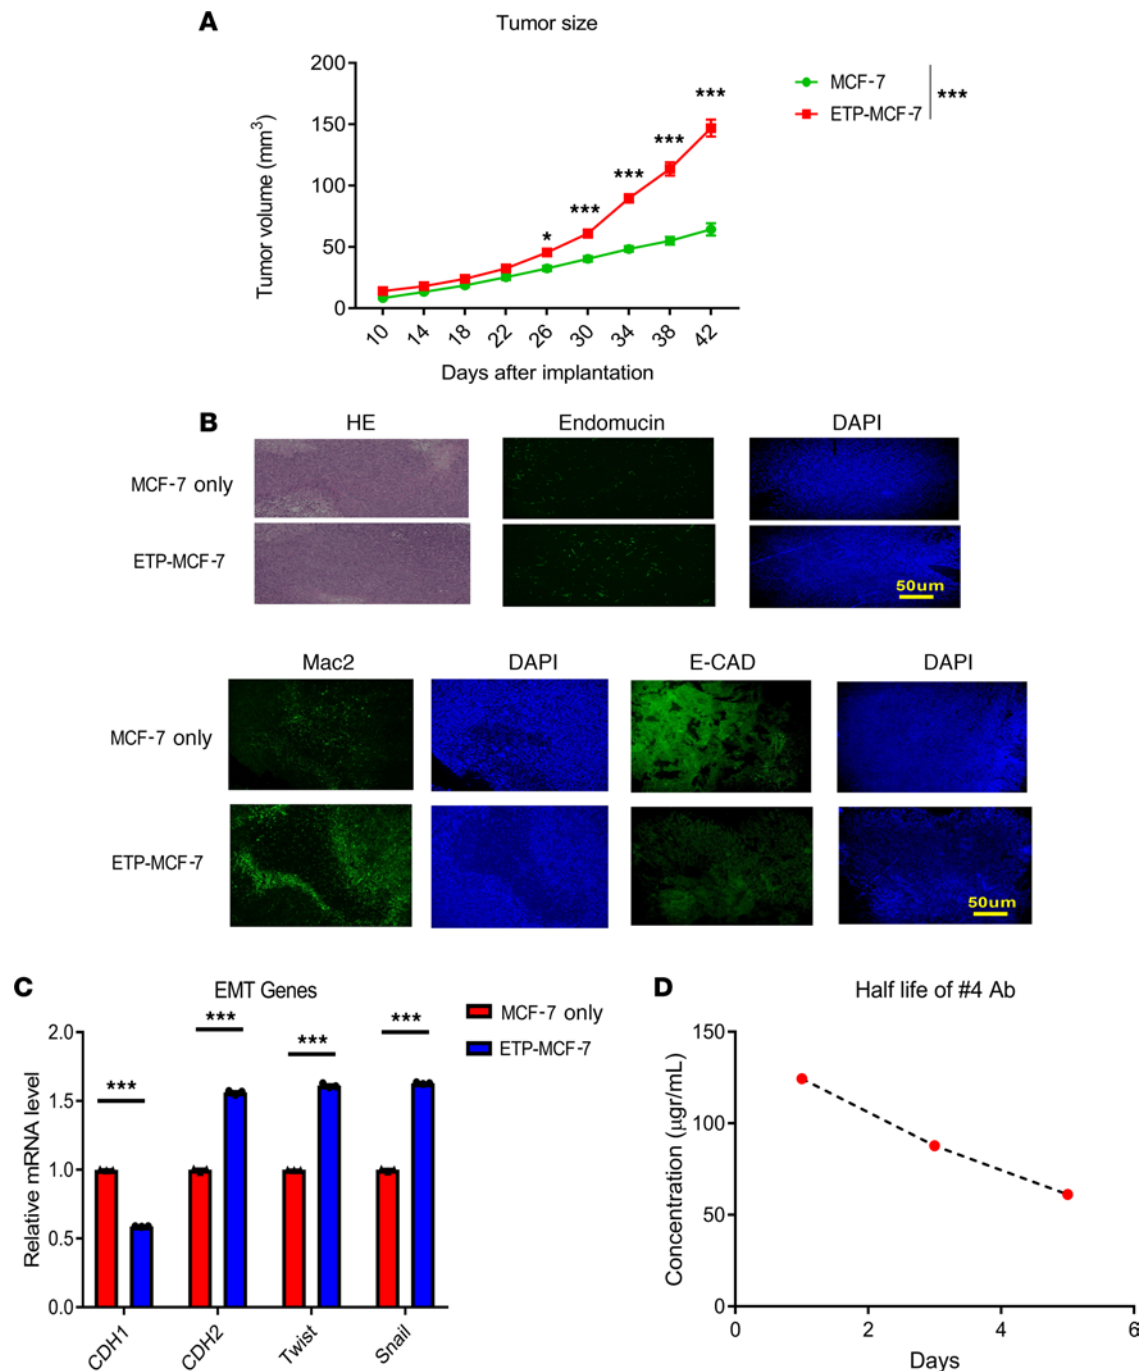 A
Tumor size
200
150
100
50
0
Tumor volume (mm³)
10 14 18 22 26 30 34 38 42
Days after implantation
* *** *** *** ***
MCF-7
ETP-MCF-7
***
B
HE Endomucin DAPI
MCF-7 only
ETP-MCF-7
50um
Mac2 DAPI E-CAD DAPI
MCF-7 only
ETP-MCF-7
50um
C
EMT Genes
MCF-7 only
ETP-MCF-7
*** *** *** ***
2.0
1.5
1.0
0.5
0.0
Relative mRNA level
CDH1 CDH2 Twist Snail
D
Half life of #4 Ab
150
100
50
0
Concentration (µgr/mL)
0 2 4 6
Days